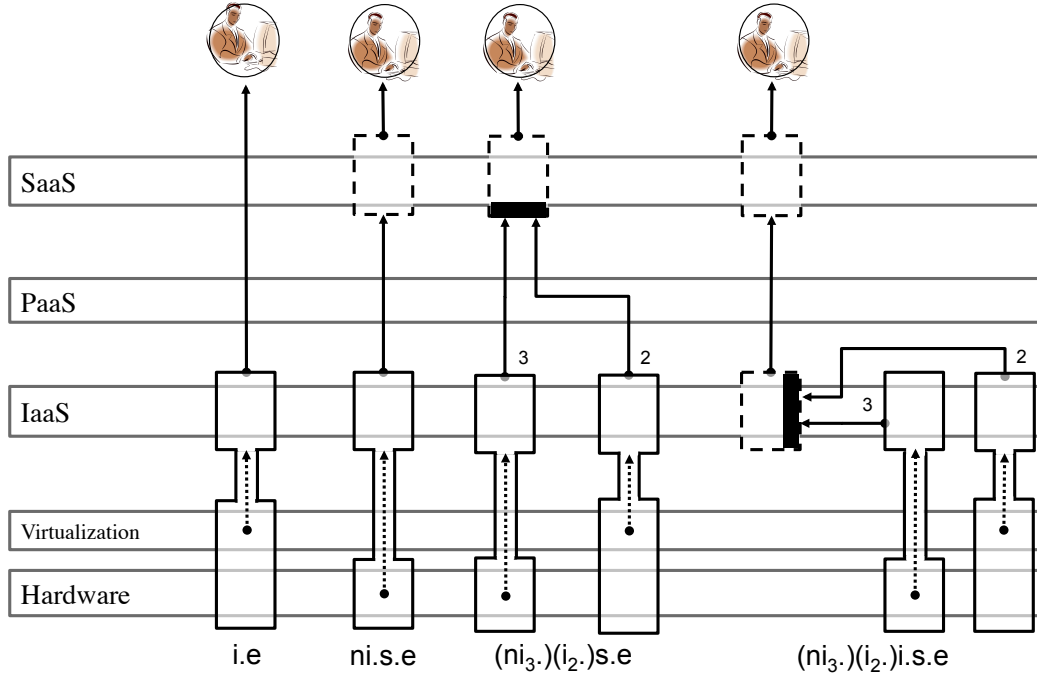 SaaS
PaaS
3
2
2
IaaS
3
Virtualization
Hardware
i.e
ni.s.e
(ni₃.)(i₂.)s.e
(ni₃.)(i₂.)i.s.e